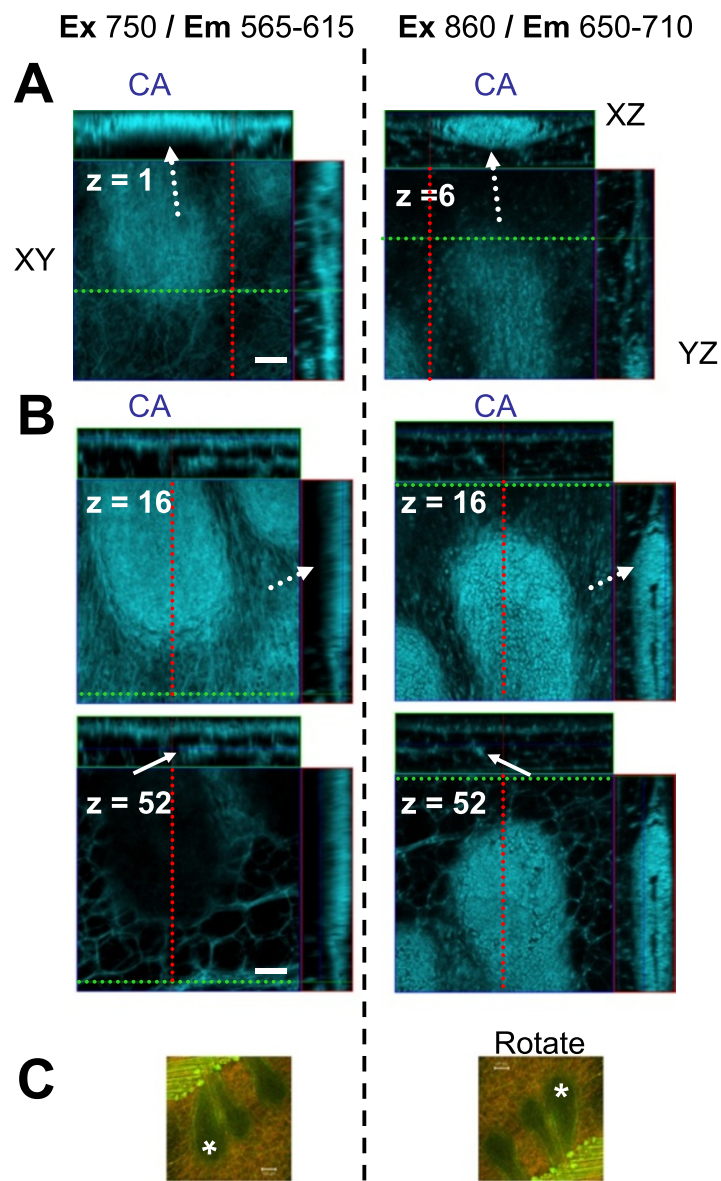 Ex 750 / Em 565-615
Ex 860 / Em 650-710
A
CA
CA
XZ
z = 1
z =6
XY
YZ
B
CA
CA
z = 16
z = 16
z = 52
z = 52
C
Rotate
*
*